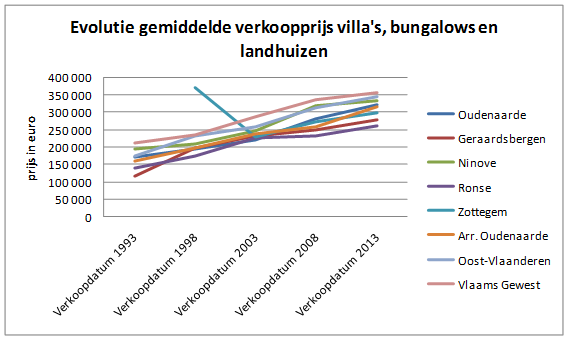 Evolutie gemiddelde verkoopprijs villa's, bungalows en
landhuizen
prijs in euro
400 000
350 000
300 000
250 000
200 000
150 000
100 000
50 000
0
Verkoopdatum 1993
Verkoopdatum 1998
Verkoopdatum 2003
Verkoopdatum 2008
Verkoopdatum 2013
Oudenaarde
Geraardsbergen
Ninove
Ronse
Zottegem
Arr. Oudenaarde
Oost-Vlaanderen
Vlaams Gewest